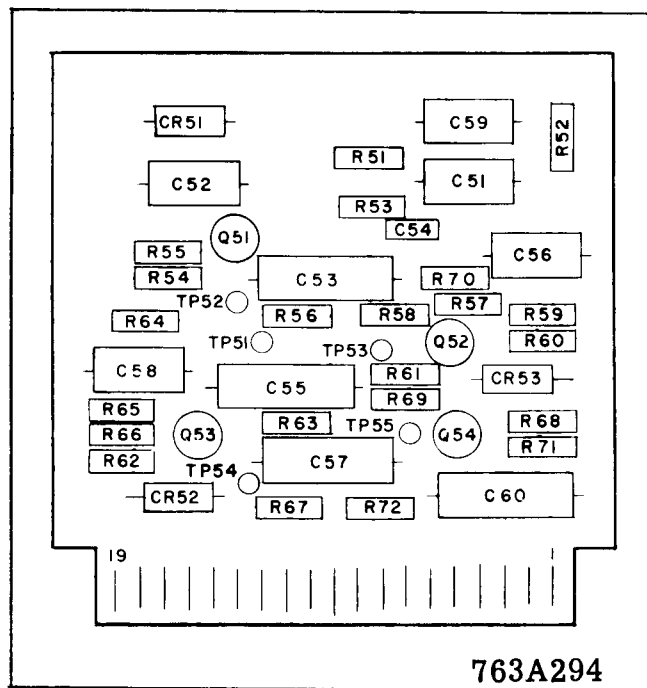 CR51
C59
R52
R51
C52
C51
R53
C54
Q51
R55
C56
R54
C53
R70
TP52
R57
R56
R58
R59
R64
TP51
Q52
R60
TP53
C58
R61
CR53
C55
R69
R65
R63
R68
R66
Q53
TP55
Q54
R71
R62
C57
TP54
CR52
C60
R67
R72
19
1
763A294